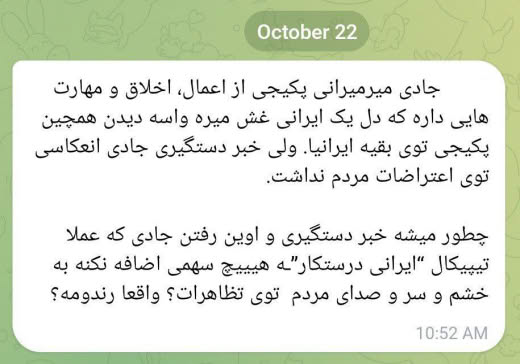 October 22
جادی میرمیرانی پکیجی از اعمال، اخلاق و مهارت
هایی داره که دل یک ایرانی غش میره واسه دیدن همچین
پکیجی توی بقیه ایرانیا. ولی خبر دستگیری جادی انعکاسی
توی اعتراضات مردم نداشت.
چطور میشه خبر دستگیری و اوین رفتن جادی که عملا
تیپیکال “ایرانی درستکار”ـه هیییچ سهمی اضافه نکنه به
خشم و سر و صدای مردم توی تظاهرات؟ واقعا رندومه؟
10:52 AM